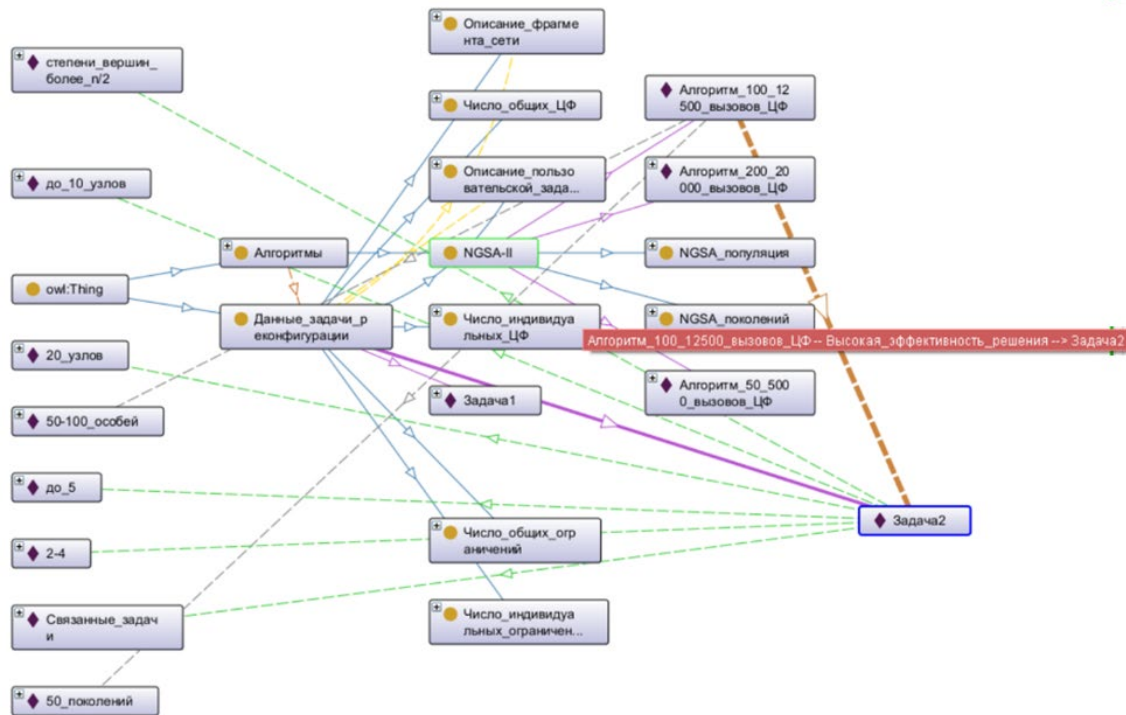 Описание_фрагме
нта_сети
степени_вершин_
более_n/2
Число_общих_ЦФ
Алгоритм_100_12
500_вызовов_ЦФ
до_10_узлов
Описание_пользо
вательской_зада...
Алгоритм_200_20
000_вызовов_ЦФ
Алгоритмы
NGSA-II
NGSA_популяция
owl:Thing
Данные_задачи_р
еконфигурации
Число_индивидуа
льных_ЦФ
NGSA_поколений
Алгоритм_100_12500_вызовов_ЦФ -- Высокая_эффективность_решения --> Задача2
20_узлов
Задача1
Алгоритм_50_500
0_вызовов_ЦФ
50-100_особей
до_5
Задача2
2-4
Число_общих_огр
аничений
Связанные_задач
и
Число_индивидуа
льных_ограничен...
50_поколений